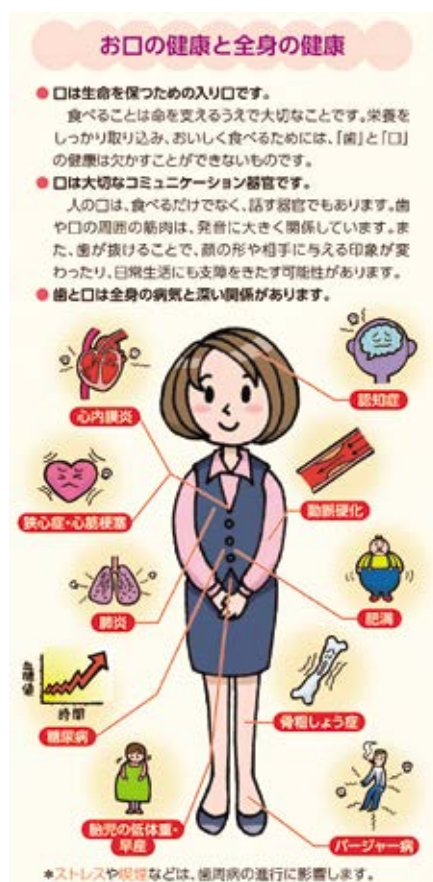 お口の健康と全身の健康
●口は生命を保つための入り口です。
食べることは命を支えるうえで大切なことです。栄養を
しっかり取り込み、おいしく食べるためには、「歯」と「口」
の健康は欠かすことができないものです。
●口は大切なコミュニケーション器官です。
人の口は、食べるだけでなく、話す器官でもあります。歯
や口の周囲の筋肉は、発音に大きく関係しています。ま
た、歯が抜けることで、顔の形や相手に与える印象が変
わったり、日常生活にも支障をきたす可能性があります。
●歯と口は全身の病気と深い関係があります。
心内膜炎
認知症
狭心症・心筋梗塞
動脈硬化
肺炎
肥満
血糖値
時間
糖尿病
骨粗しょう症
胎児の低体重・
早産
バージャー病
*ストレスや喫煙などは、歯周病の進行に影響します。